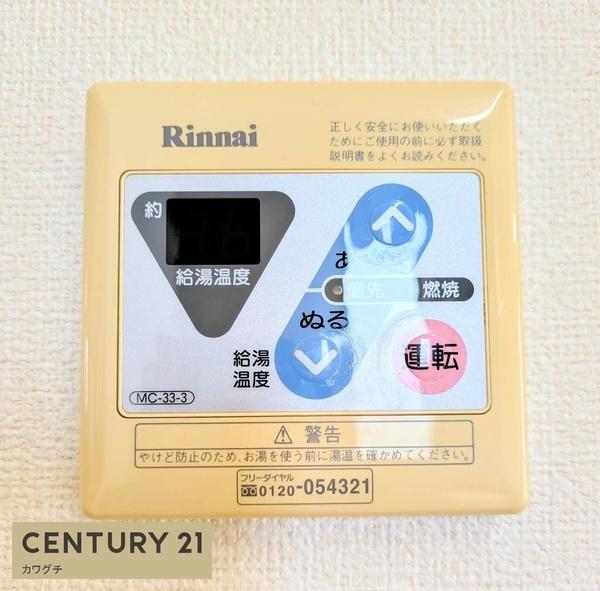 Rinnai
正しく安全にお使いいただく
ためにご使用の前に必ず取扱
説明書をよくお読みください。
約
給湯温度
あ
優先
燃焼
ぬる
給湯
温度
運転
MC-33-3
⚠ 警告
やけど防止のため、お湯を使う前に湯温を確かめてください。
フリーダイヤル
0120-054321
CENTURY 21
カワグチ